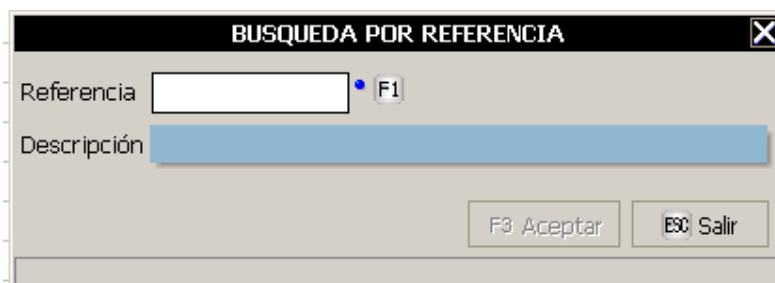 BUSQUEDA POR REFERENCIA
Referencia F1
Descripción
F3 Aceptar ESC Salir